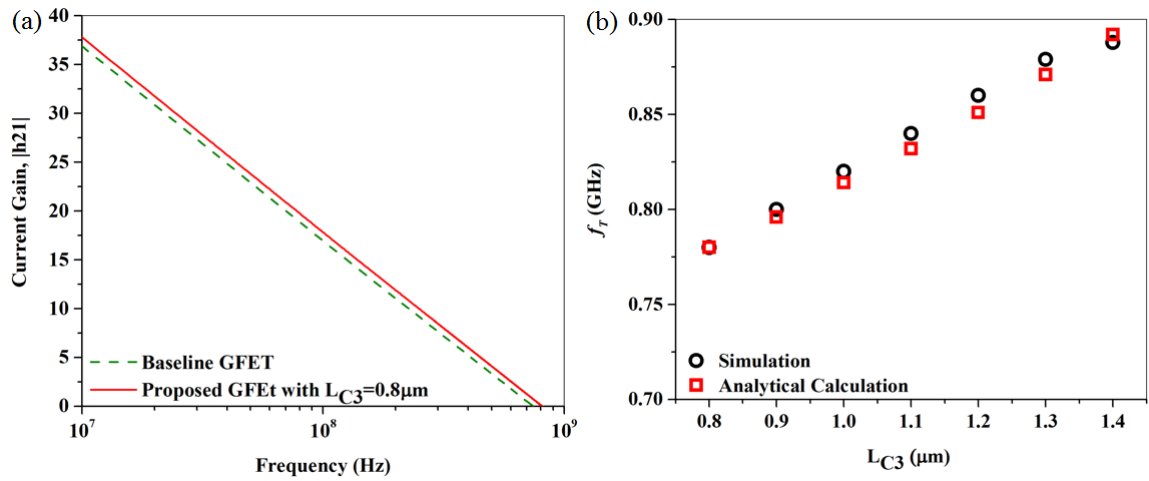 (a)
40
35
30
25
20
15
10
5
0
Current Gain, |h21|
Baseline GFET
Proposed GFEt with LC3=0.8μm
10^7
10^8
10^9
Frequency (Hz)
(b)
0.90
0.85
0.80
0.75
0.70
fT (GHz)
Simulation
Analytical Calculation
0.8 0.9 1.0 1.1 1.2 1.3 1.4
LC3 (μm)